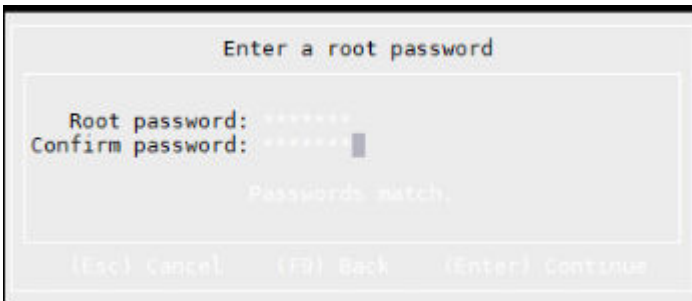 Enter a root password
Root password: *******
Confirm password: *******
Passwords match.
(Esc) Cancel (F9) Back (Enter) Continue